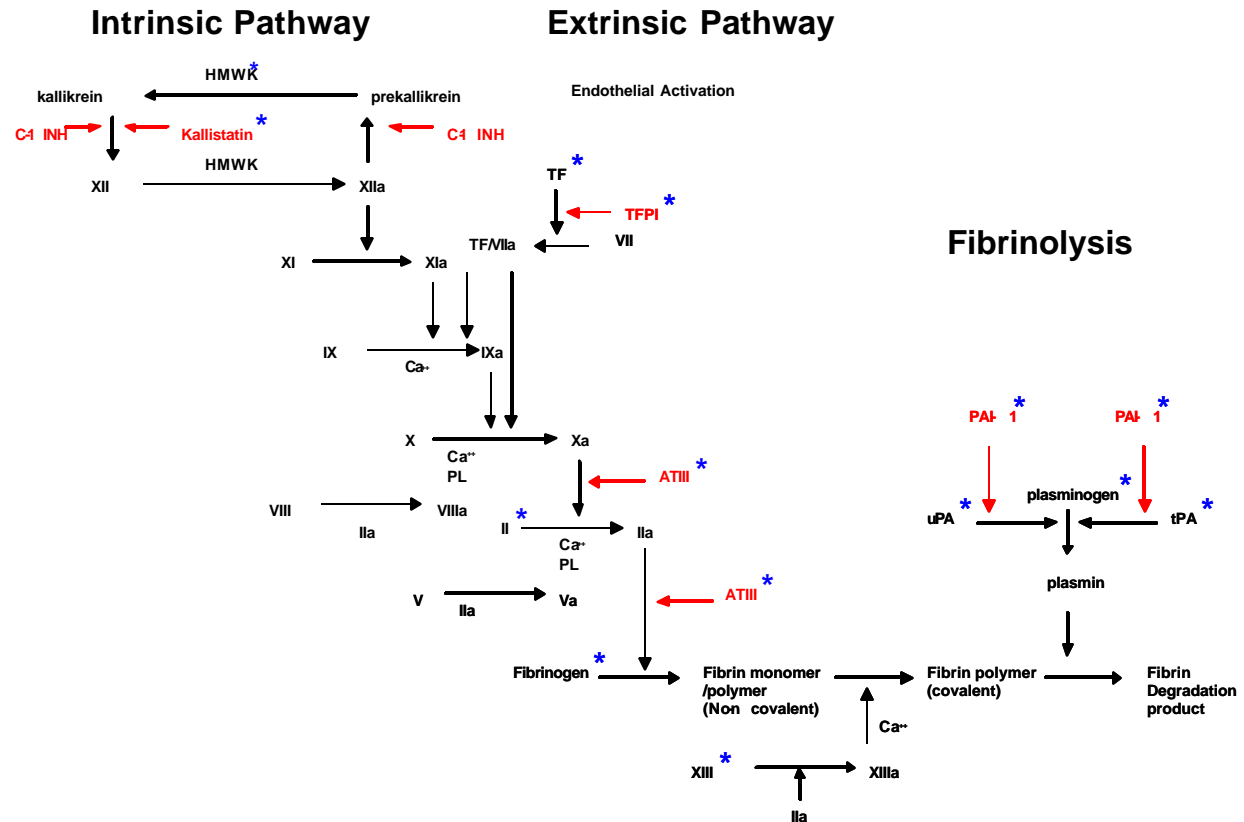 Intrinsic Pathway
Extrinsic Pathway
HMWK*
kallikrein
prekallikrein
Endothelial Activation
C-1 INH
Kallistatin*
C-1 INH
HMWK
XII
XIIa
TF*
TFPI*
TF/VIIa
VII
Fibrinolysis
XI
XIa
IX
IXa
Ca++
PAI- 1*
PAI- 1*
X
Xa
Ca++
PL
ATIII*
VIII
VIIIa
IIa
II*
IIa
Ca++
PL
uPA*
plasminogen*
tPA*
plasmin
V
Va
IIa
ATIII*
Fibrinogen*
Fibrin monomer
/polymer
(Non covalent)
Fibrin polymer
(covalent)
Fibrin
Degradation
product
Ca++
XIII*
XIIIa
IIa